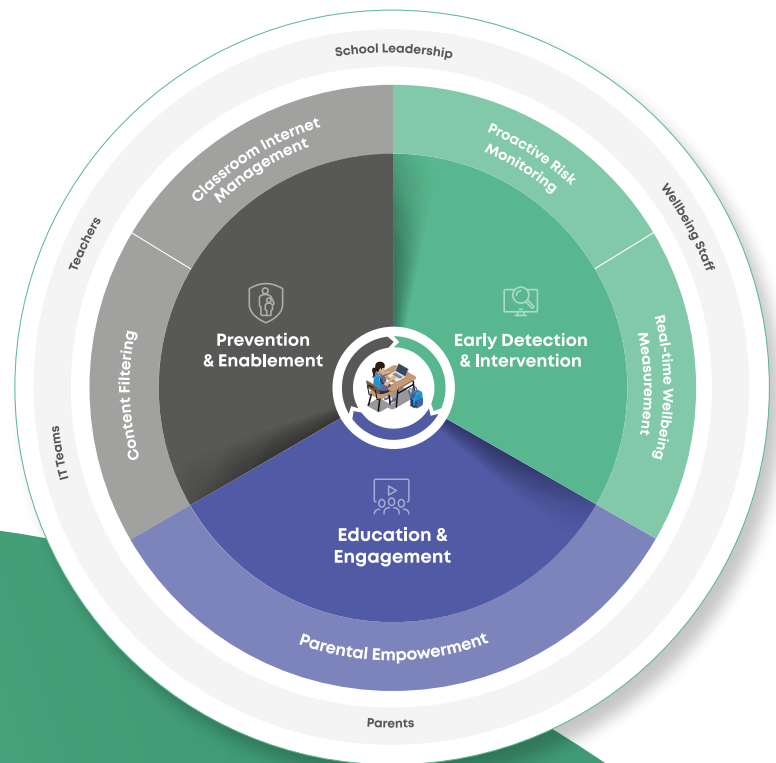 School Leadership
Classroom Internet
Management
Proactive Risk
Monitoring
Teachers
Wellbeing Staff
Prevention
& Enablement
Early Detection
& Intervention
Content Filtering
Real-time Wellbeing
Measurement
IT Teams
Education &
Engagement
Parental Empowerment
Parents